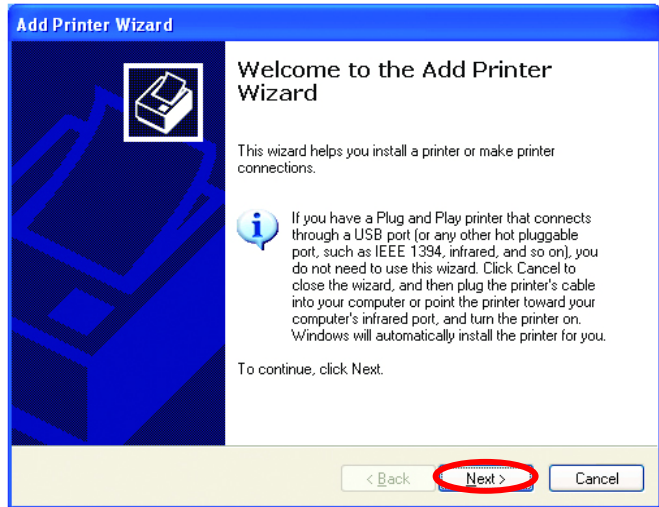 Add Printer Wizard
Welcome to the Add Printer
Wizard
This wizard helps you install a printer or make printer
connections.
If you have a Plug and Play printer that connects
through a USB port (or any other hot pluggable
port, such as IEEE 1394, infrared, and so on), you
do not need to use this wizard. Click Cancel to
close the wizard, and then plug the printer's cable
into your computer or point the printer toward your
computer's infrared port, and turn the printer on.
Windows will automatically install the printer for you.
To continue, click Next.
< Back Next > Cancel